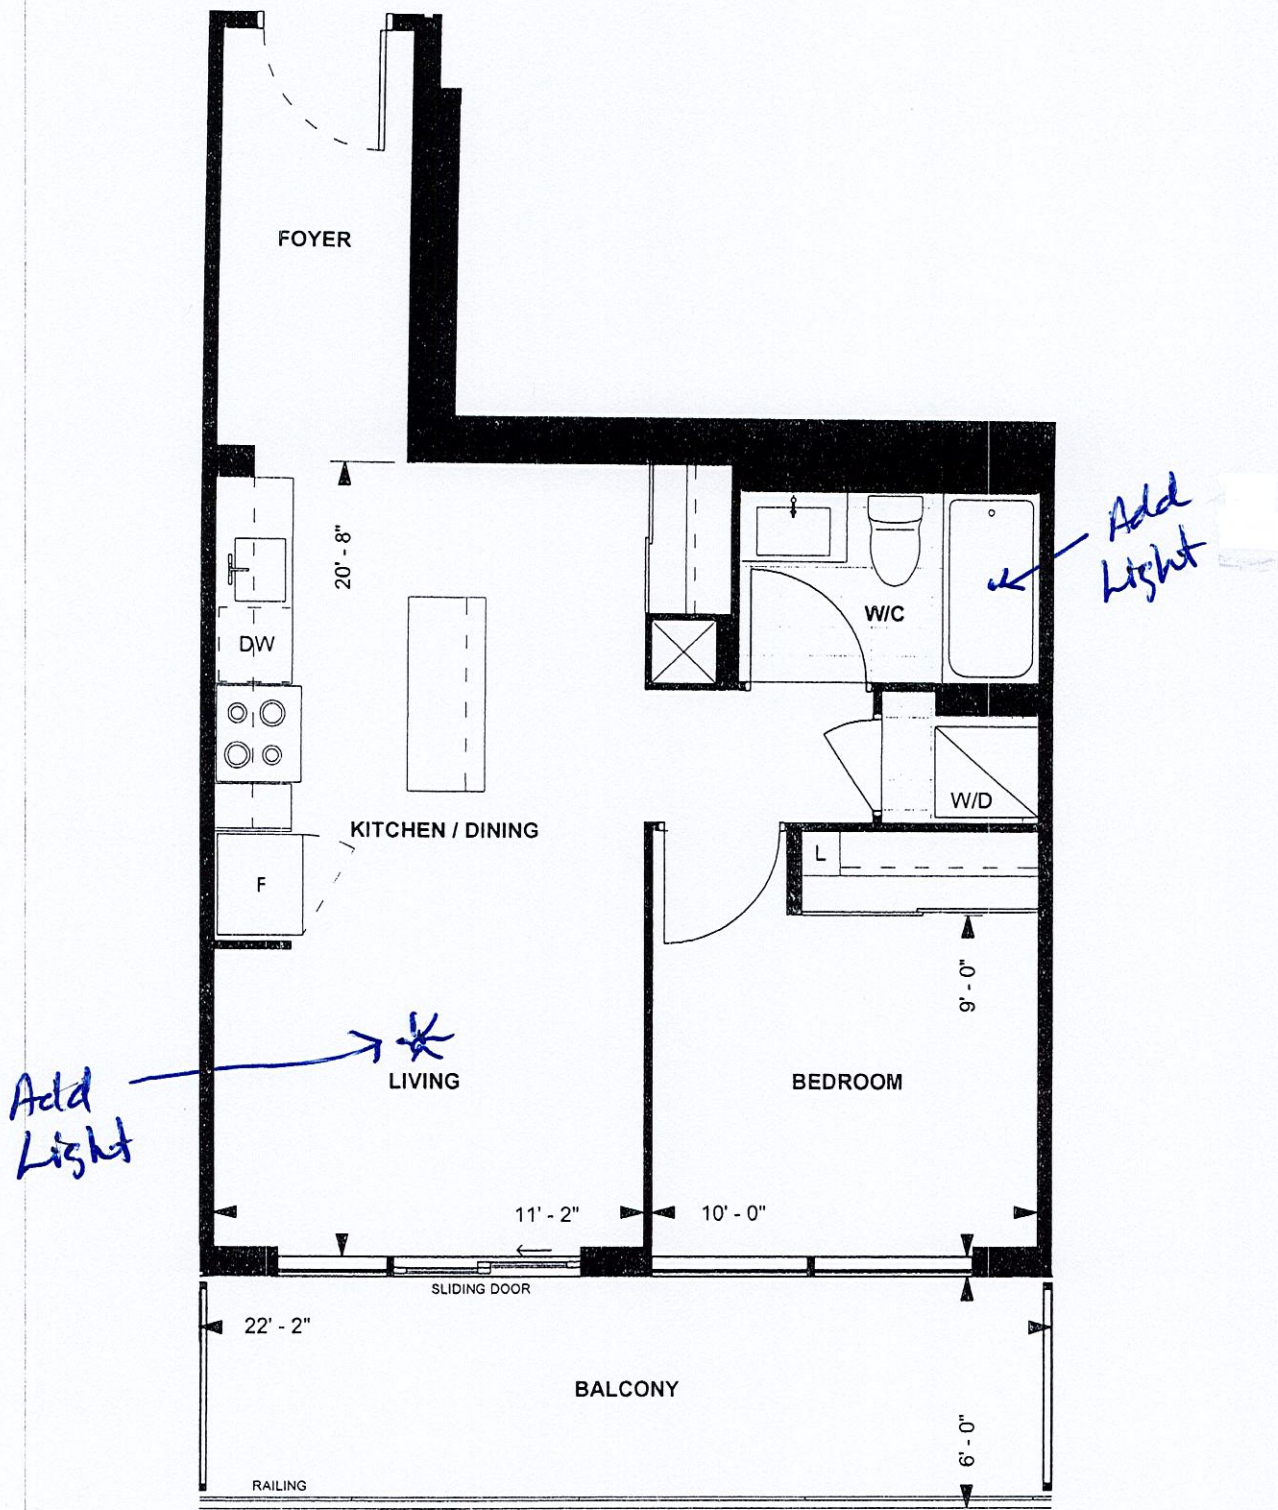 FOYER
20' - 8"
Add
Light
W/C
DW
W/D
KITCHEN / DINING
L
F
9' - 0"
Add
Light
LIVING
BEDROOM
11' - 2"
10' - 0"
SLIDING DOOR
22' - 2"
BALCONY
6' - 0"
RAILING